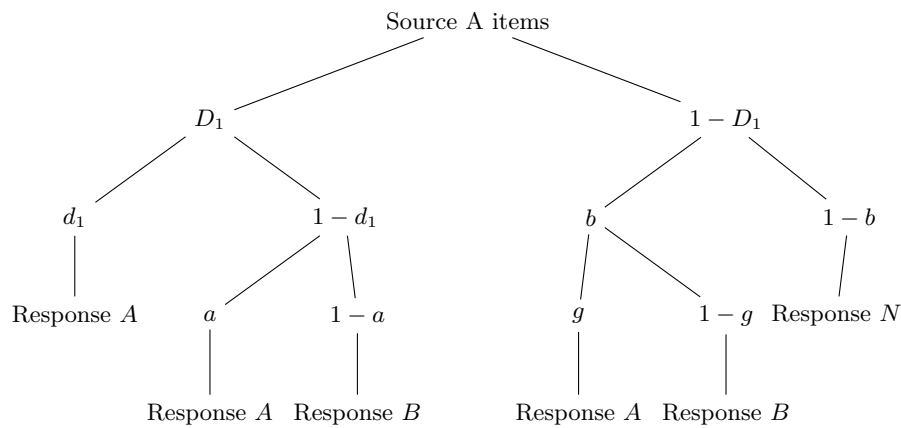 Source A items
D₁ 1 − D₁
d₁ 1 − d₁ b 1 − b
Response A a 1 − a g 1 − g Response N
Response A Response B Response A Response B